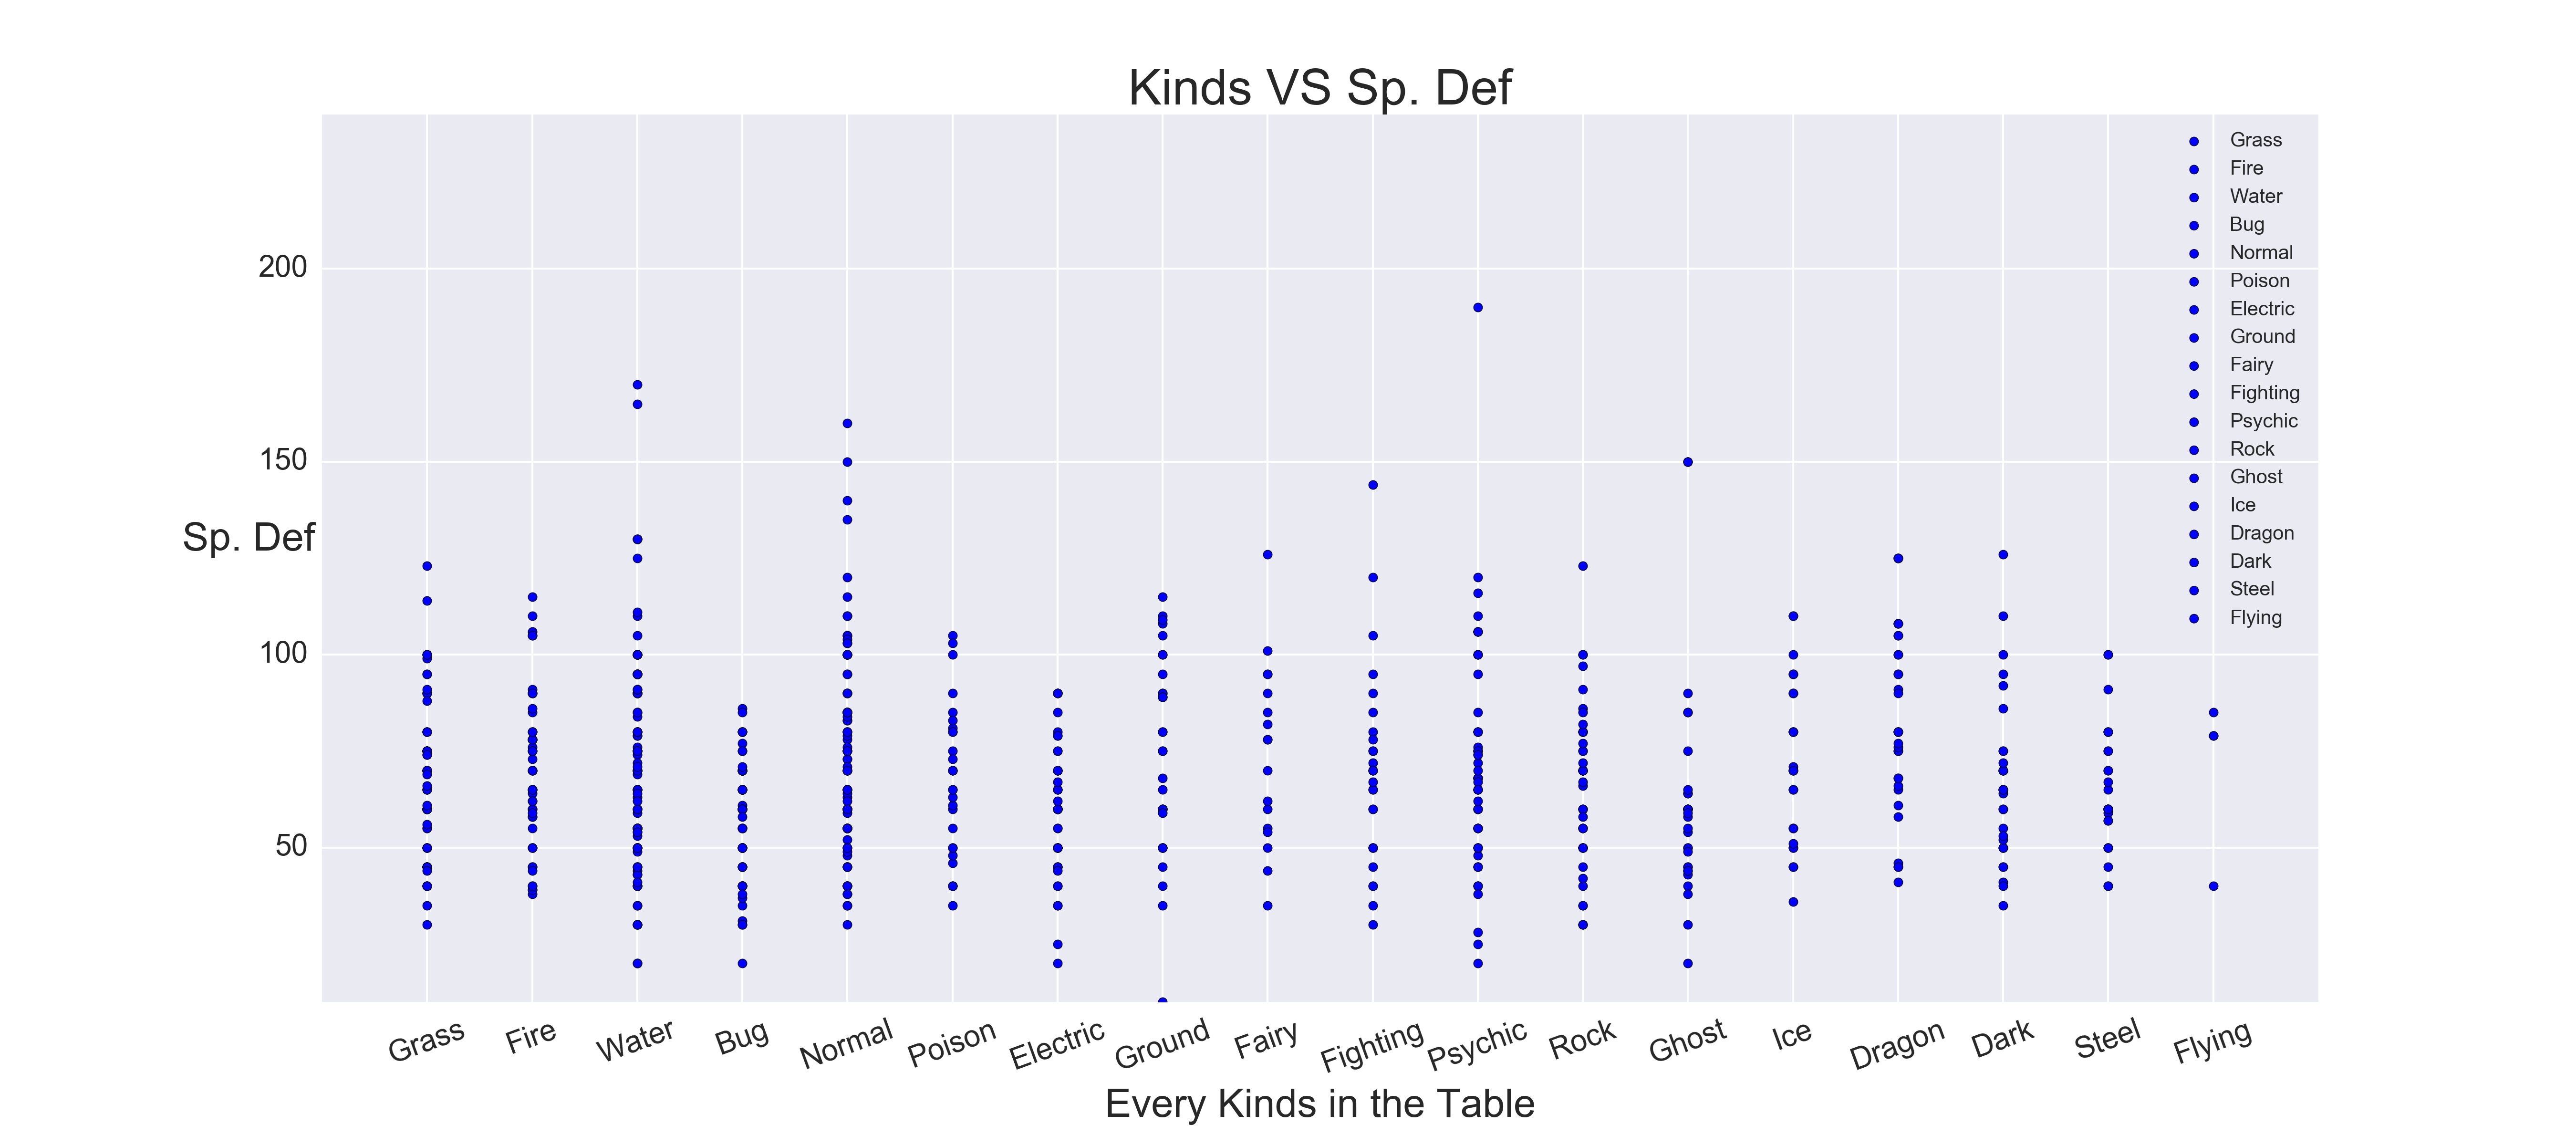 Kinds VS Sp. Def
Sp. Def
200
150
100
50
Grass
Fire
Water
Bug
Normal
Poison
Electric
Ground
Fairy
Fighting
Psychic
Rock
Ghost
Ice
Dragon
Dark
Steel
Flying
Grass Fire Water Bug Normal Poison Electric Ground Fairy Fighting Psychic Rock Ghost Ice Dragon Dark Steel Flying
Every Kinds in the Table